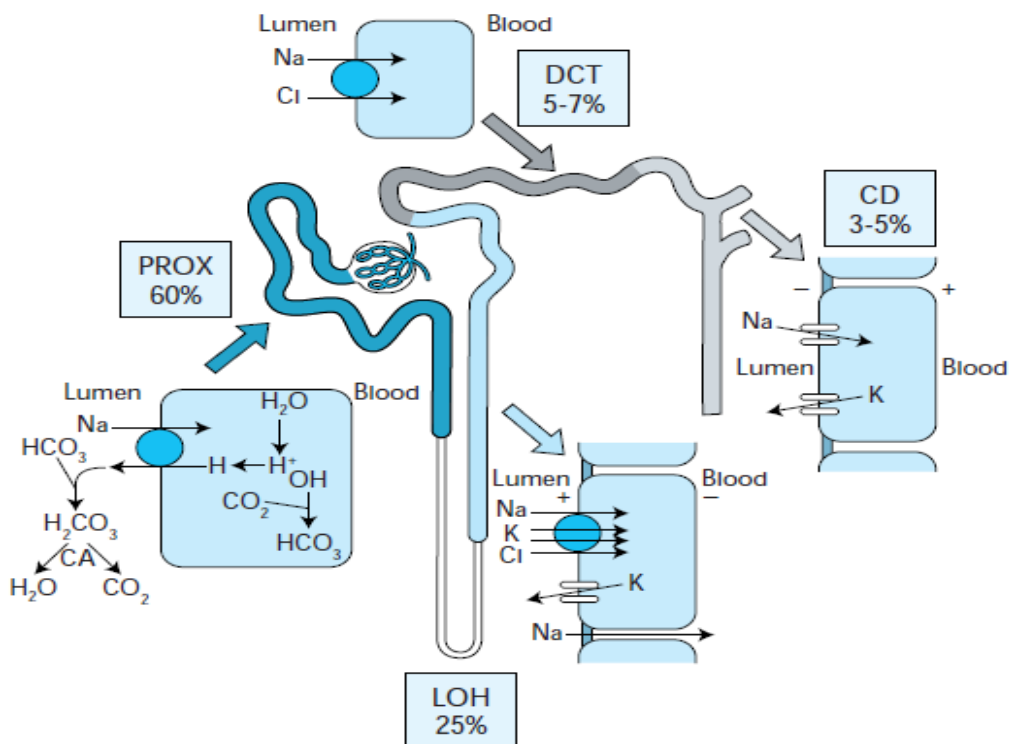 Lumen
Blood
Na
Cl
DCT
5-7%
CD
3-5%
PROX
60%
–
+
Na
Lumen
Blood
K
Lumen
Blood
H₂O
Na
HCO₃
H
H⁺
OH
CO₂
HCO₃
H₂CO₃
CA
H₂O
CO₂
Lumen
Blood
+
–
Na
K
Cl
K
Na
LOH
25%